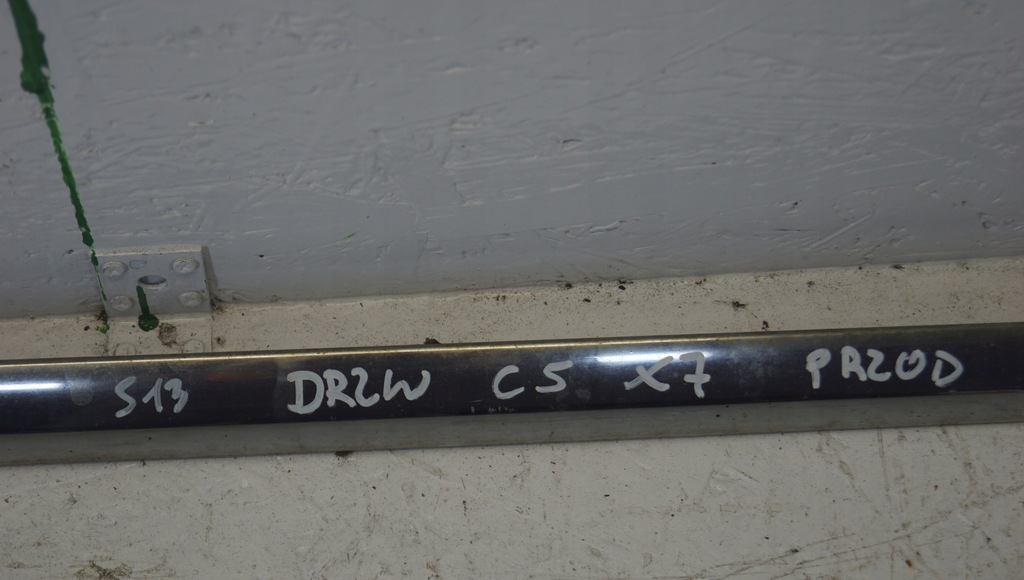 S13 DRZW C5 X7 PRZOD